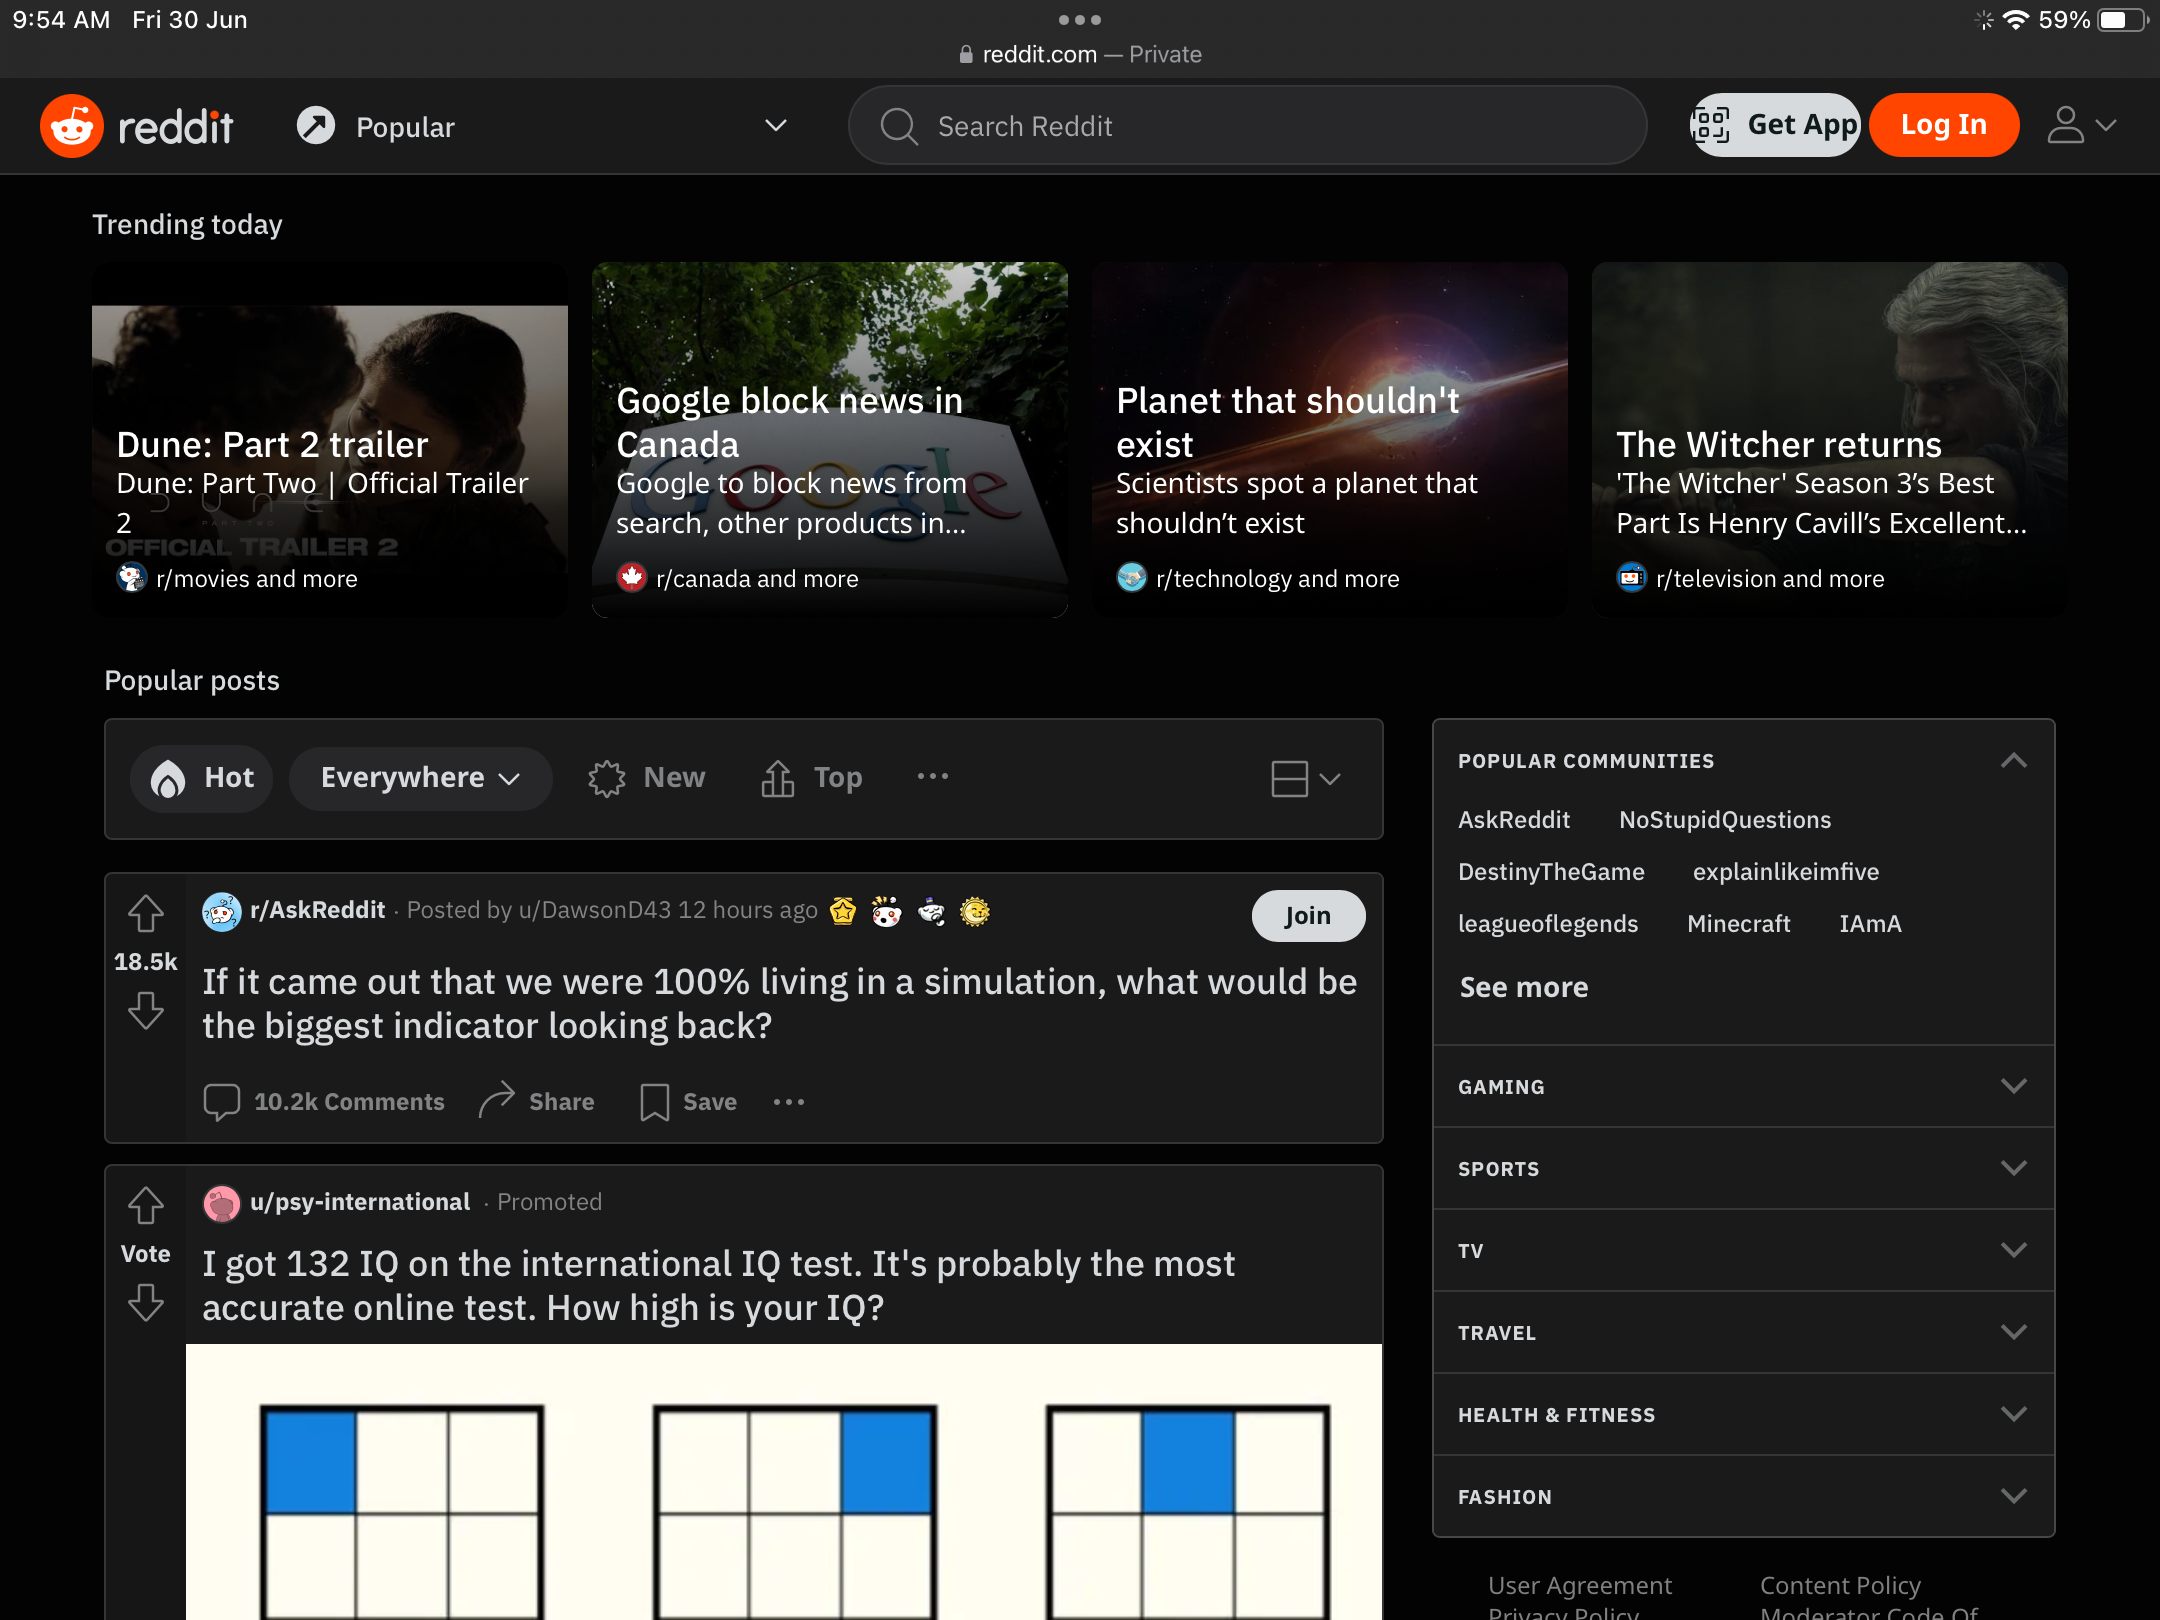 9:54 AM Fri 30 Jun
59%
reddit.com — Private
reddit
Popular
Search Reddit
Get App
Log In
Trending today
Dune: Part 2 trailer
Dune: Part Two | Official Trailer
2
DUNE
PART TWO
OFFICIAL TRAILER 2
r/movies and more
Google block news in
Canada
Google
Google to block news from
search, other products in...
r/canada and more
Planet that shouldn't
exist
Scientists spot a planet that
shouldn’t exist
r/technology and more
The Witcher returns
'The Witcher' Season 3’s Best
Part Is Henry Cavill’s Excellent...
r/television and more
Popular posts
Hot
Everywhere
New
Top
r/AskReddit · Posted by u/DawsonD43 12 hours ago
Join
18.5k
If it came out that we were 100% living in a simulation, what would be
the biggest indicator looking back?
10.2k Comments
Share
Save
u/psy-international · Promoted
Vote
I got 132 IQ on the international IQ test. It's probably the most
accurate online test. How high is your IQ?
POPULAR COMMUNITIES
AskReddit NoStupidQuestions
DestinyTheGame explainlikeimfive
leagueoflegends Minecraft IAmA
See more
GAMING
SPORTS
TV
TRAVEL
HEALTH & FITNESS
FASHION
User Agreement Content Policy
Privacy Policy Moderator Code Of